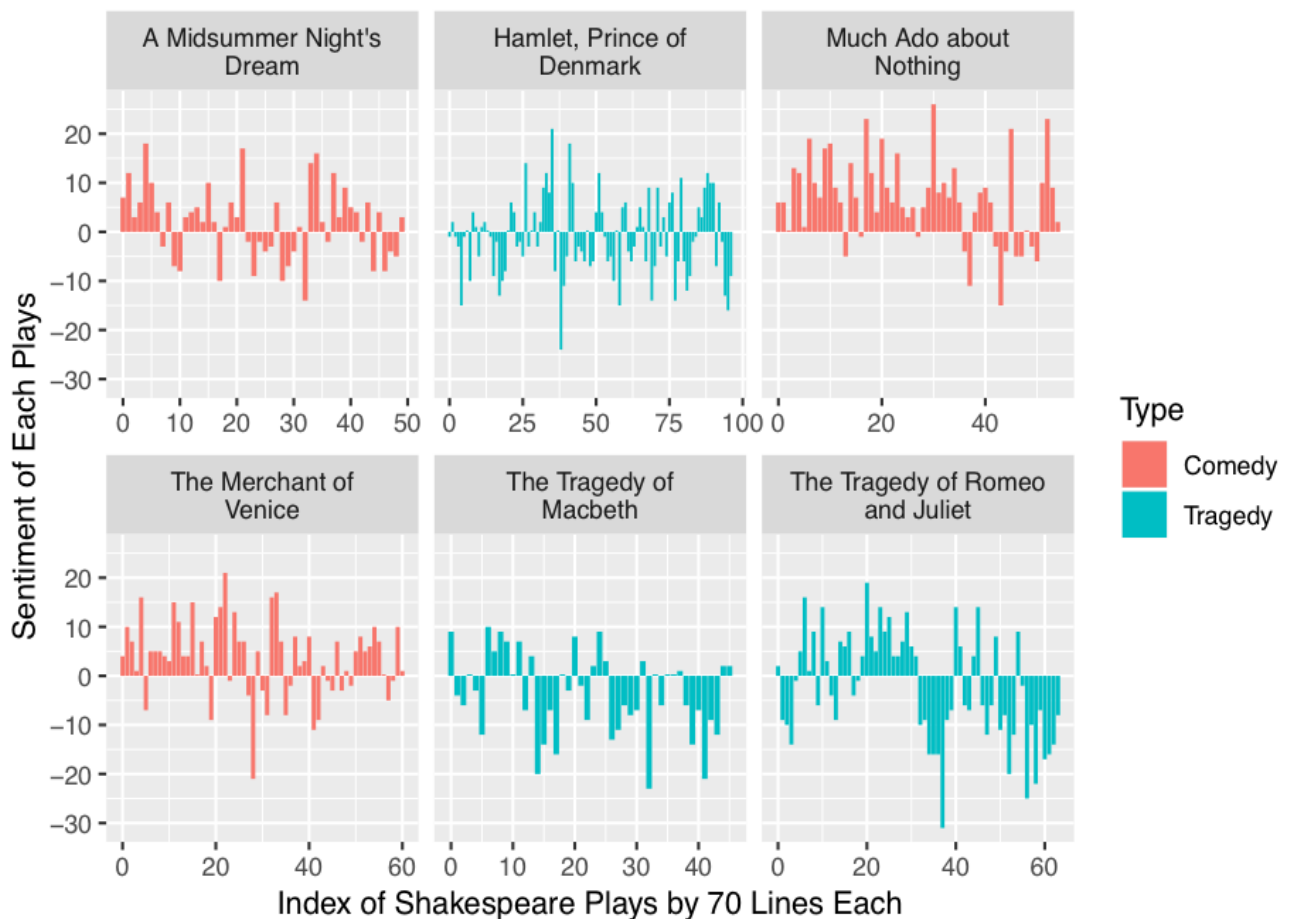 A Midsummer Night's
Dream
Hamlet, Prince of
Denmark
Much Ado about
Nothing
20
10
0
−10
−20
−30
0 10 20 30 40 50
0 25 50 75 100
0 20 40
Sentiment of Each Plays
The Merchant of
Venice
The Tragedy of
Macbeth
The Tragedy of Romeo
and Juliet
20
10
0
−10
−20
−30
0 20 40 60
0 10 20 30 40
0 20 40 60
Index of Shakespeare Plays by 70 Lines Each
Type
Comedy
Tragedy